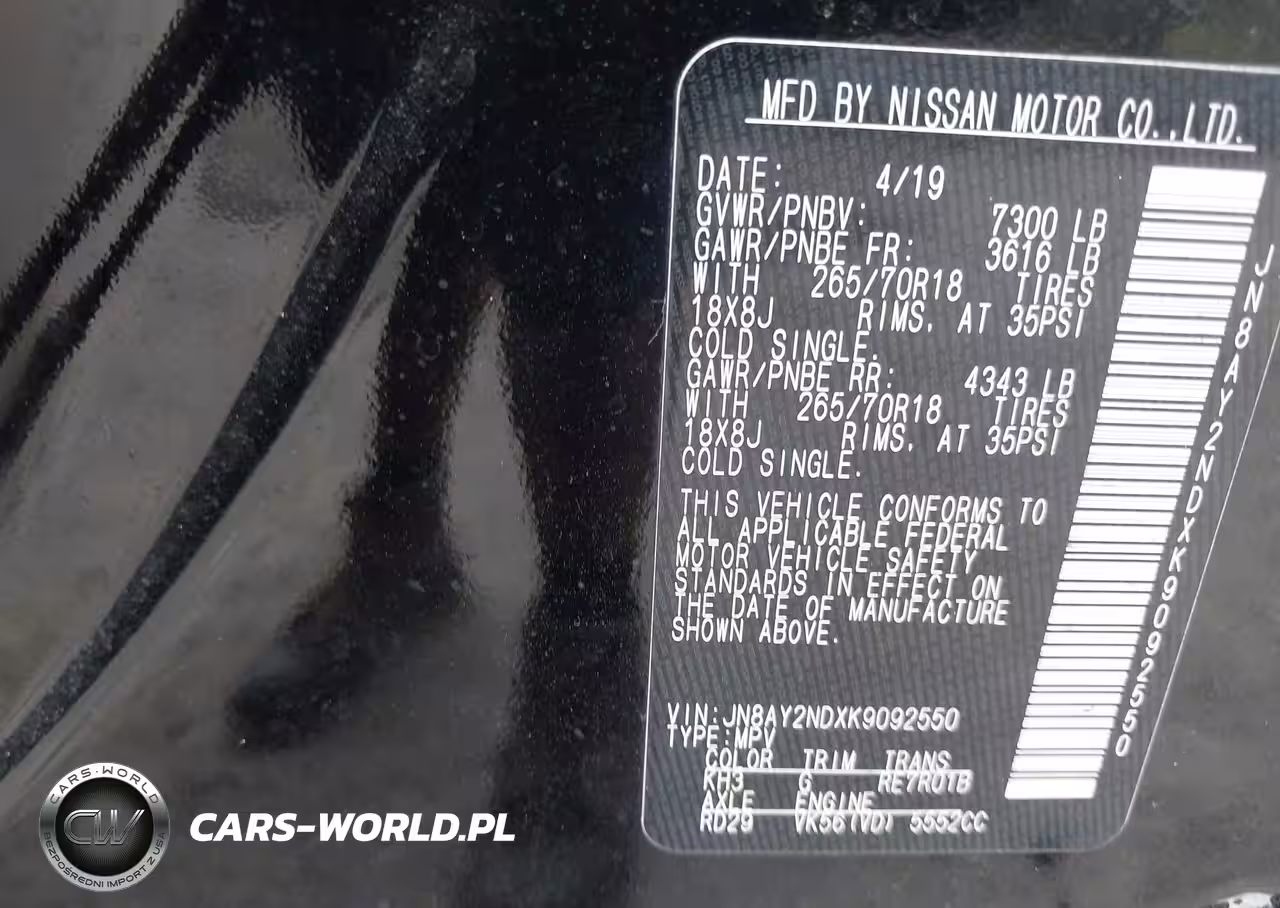 MFD BY NISSAN MOTOR CO.,LTD.
DATE: 4/19
GVWR/PNBV: 7300 LB
GAWR/PNBE FR: 3616 LB
WITH 265/70R18 TIRES
18X8J RIMS. AT 35PSI
COLD SINGLE.
GAWR/PNBE RR: 4343 LB
WITH 265/70R18 TIRES
18X8J RIMS. AT 35PSI
COLD SINGLE.
THIS VEHICLE CONFORMS TO
ALL APPLICABLE FEDERAL
MOTOR VEHICLE SAFETY
STANDARDS IN EFFECT ON
THE DATE OF MANUFACTURE
SHOWN ABOVE.
VIN:JN8AY2NDXK9092550
TYPE:MPV
COLOR TRIM TRANS
KH3 G RE7R01B
AXLE ENGINE
RD29 VK56(VD) 5552CC
JN8AY2NDXK9092550
CARS-WORLD
CW
BEZPOŚREDNI IMPORT Z USA
CARS-WORLD.PL